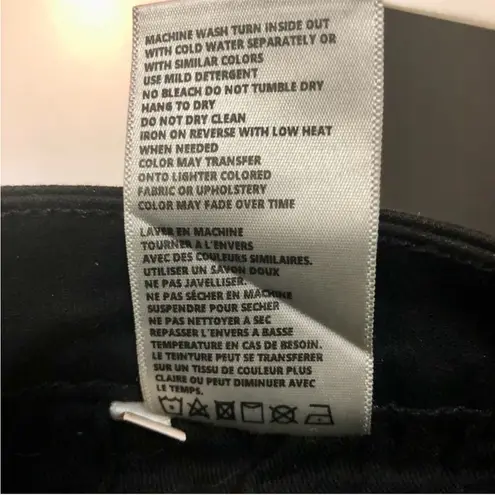 MACHINE WASH TURN INSIDE OUT
WITH COLD WATER SEPARATELY OR
WITH SIMILAR COLORS
USE MILD DETERGENT
NO BLEACH DO NOT TUMBLE DRY
HANG TO DRY
DO NOT DRY CLEAN
IRON ON REVERSE WITH LOW HEAT
WHEN NEEDED
COLOR MAY TRANSFER
ONTO LIGHTER COLORED
FABRIC OR UPHOLSTERY
COLOR MAY FADE OVER TIME
LAVER EN MACHINE
TOURNER A L'ENVERS
AVEC DES COULEURS SIMILAIRES.
UTILISER UN SAVON DOUX
NE PAS JAVELLISER.
NE PAS SÉCHER EN MACHINE
SUSPENDRE POUR SECHER
NE PAS NETTOYER A SEC
REPASSER L'ENVERS A BASSE
TEMPERATURE EN CAS DE BESOIN.
LE TEINTURE PEUT SE TRANSFERER
SUR UN TISSU DE COULEUR PLUS
CLAIRE OU PEUT DIMINUER AVEC
LE TEMPS.